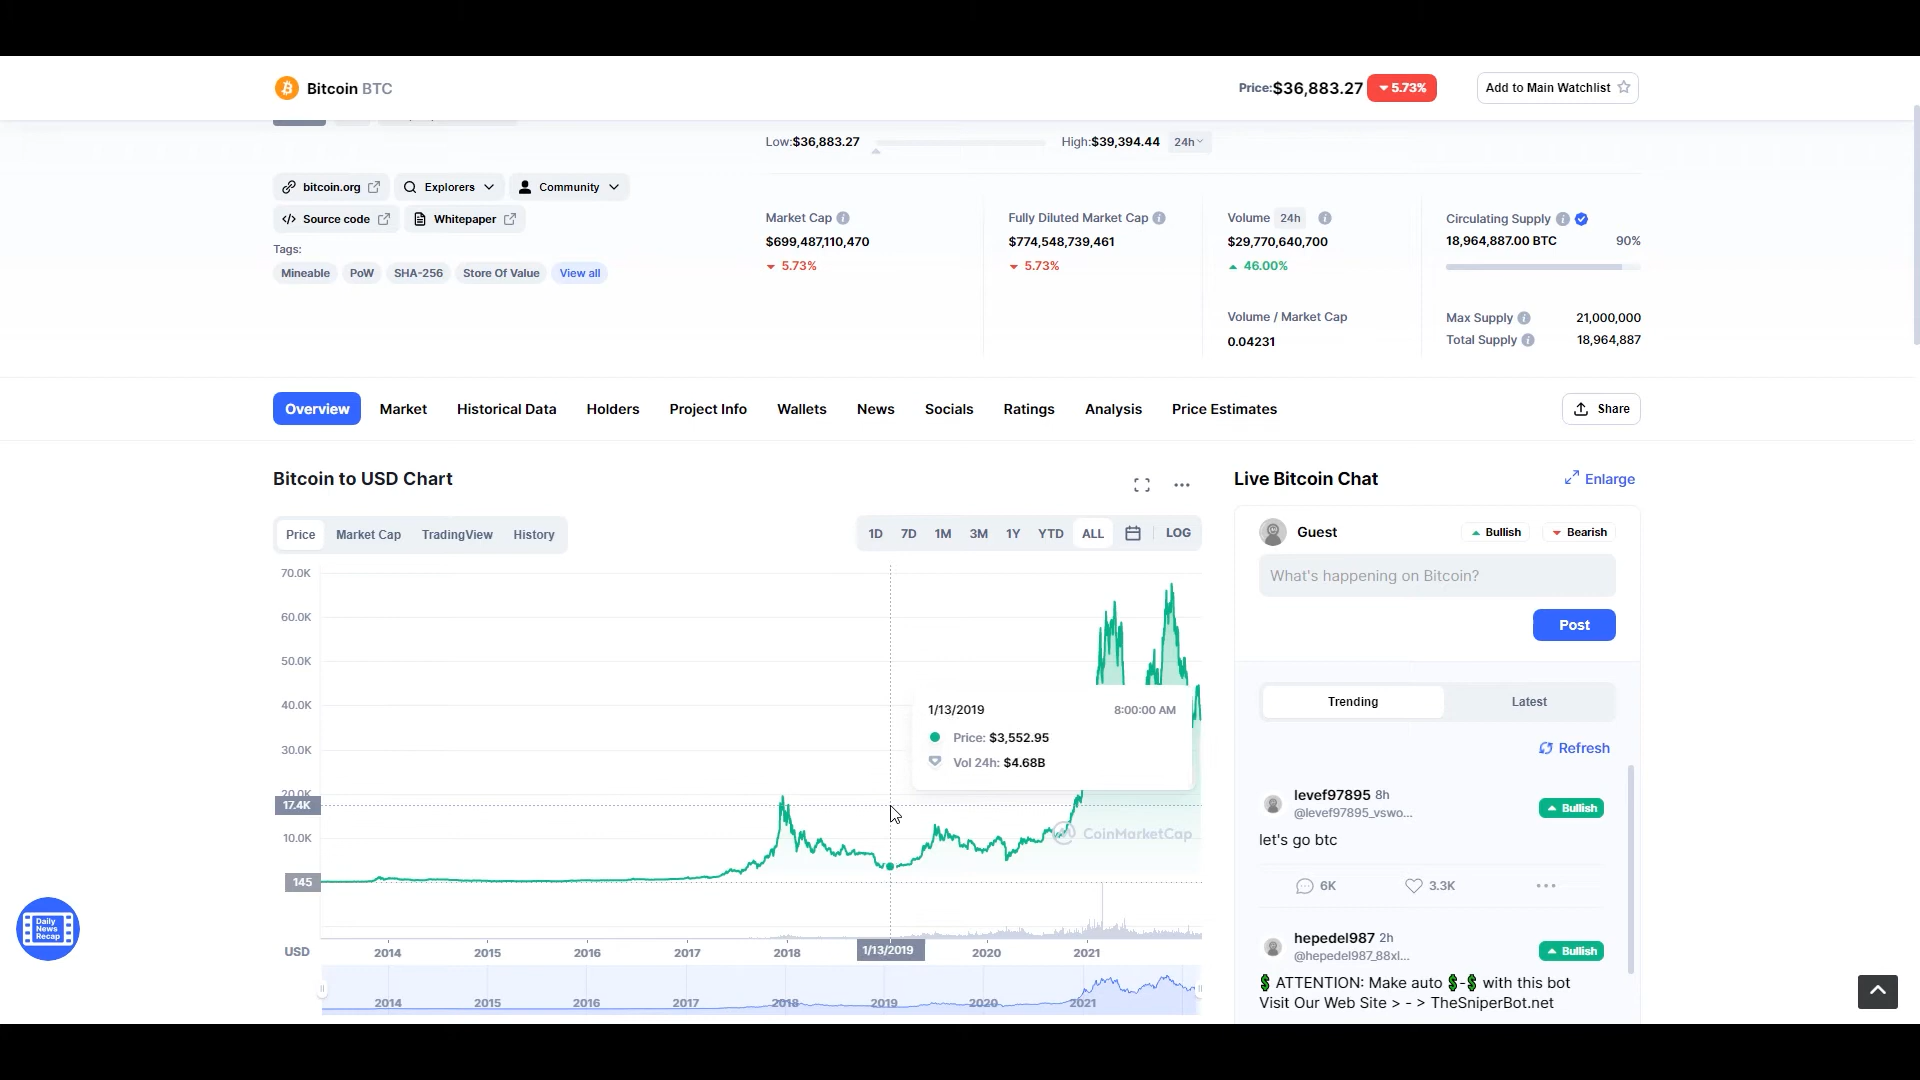 Bitcoin BTC
Price:$36,883.27 5.73%
Add to Main Watchlist
Low:$36,883.27
High:$39,394.44 24h
bitcoin.org
Explorers
Community
Source code
Whitepaper
Tags:
Mineable
PoW
SHA-256
Store Of Value
View all
Market Cap
$699,487,110,470
5.73%
Fully Diluted Market Cap
$774,548,739,461
5.73%
Volume 24h
$29,770,640,700
46.00%
Volume / Market Cap
0.04231
Circulating Supply
18,964,887.00 BTC 90%
Max Supply 21,000,000
Total Supply 18,964,887
Overview Market Historical Data Holders Project Info Wallets News Socials Ratings Analysis Price Estimates
Share
Bitcoin to USD Chart
Price Market Cap TradingView History
1D 7D 1M 3M 1Y YTD ALL LOG
70.0K
60.0K
50.0K
40.0K
30.0K
20.0K
17.4K
10.0K
145
1/13/2019 8:00:00 AM
Price: $3,552.95
Vol 24h: $4.68B
CoinMarketCap
USD
2014 2015 2016 2017 2018 1/13/2019 2020 2021
2014 2015 2016 2017 2018 2019 2020 2021
Daily
News
Recap
Live Bitcoin Chat
Enlarge
Guest
Bullish
Bearish
What's happening on Bitcoin?
Post
Trending
Latest
Refresh
levef97895 8h
@levef97895_vswo...
Bullish
let's go btc
6K 3.3K
hepedel987 2h
@hepedel987_88xl...
Bullish
💲 ATTENTION: Make auto 💲-💲 with this bot
Visit Our Web Site > - > TheSniperBot.net